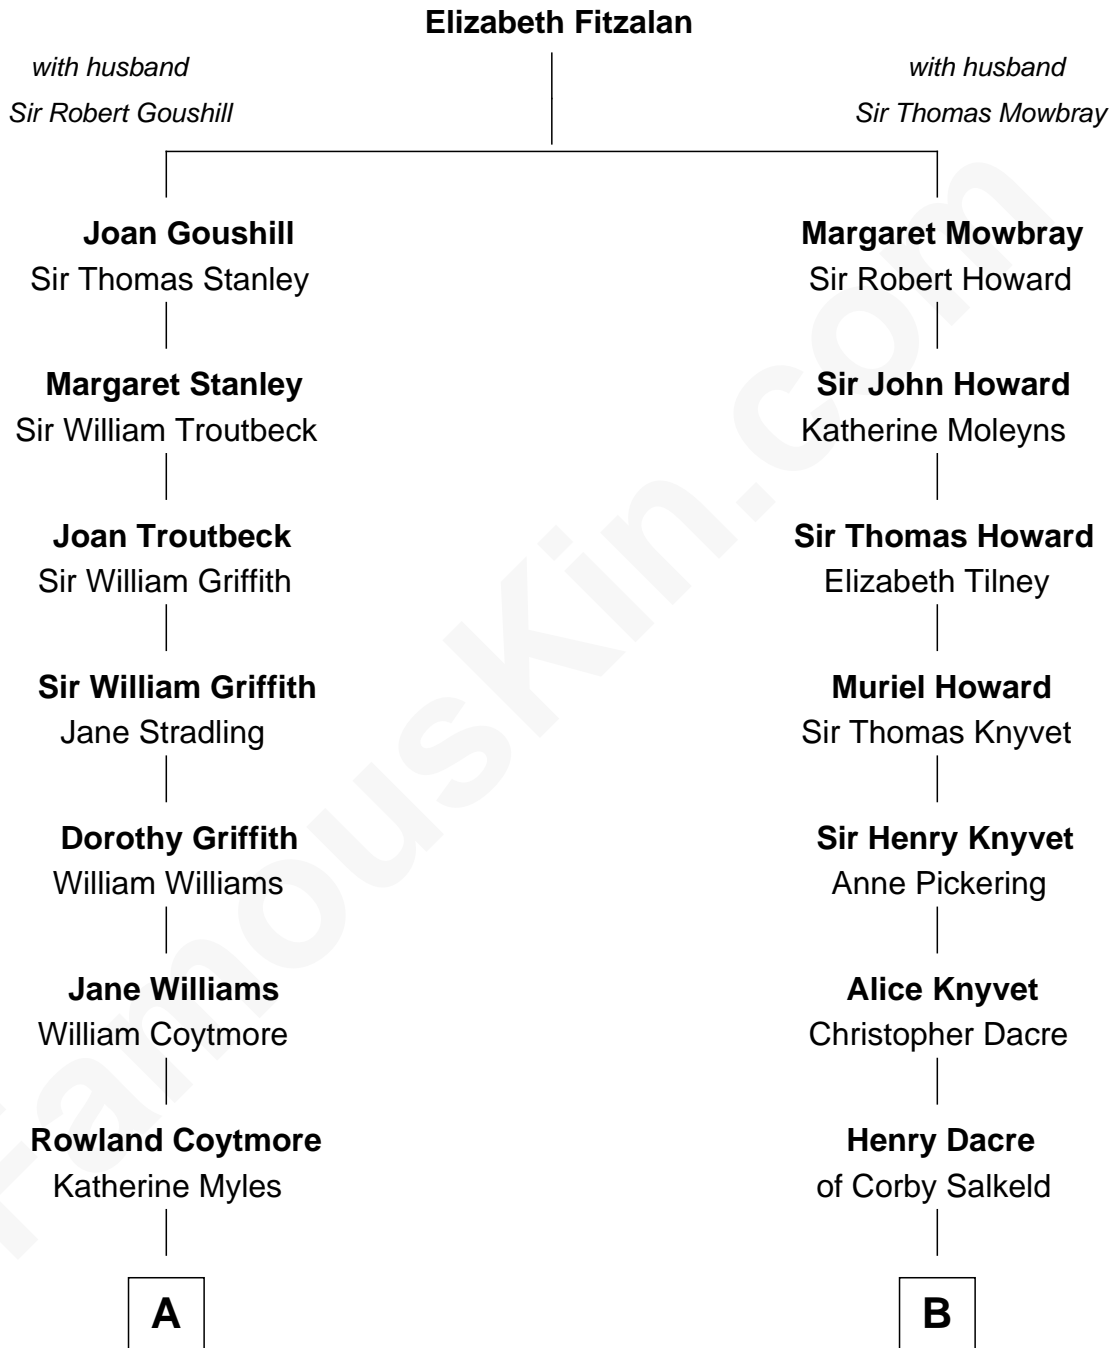 Elizabeth Fitzalan
with husband
Sir Robert Goushill
with husband
Sir Thomas Mowbray
Joan Goushill
Sir Thomas Stanley
Margaret Mowbray
Sir Robert Howard
Margaret Stanley
Sir William Troutbeck
Sir John Howard
Katherine Moleyns
Joan Troutbeck
Sir William Griffith
Sir Thomas Howard
Elizabeth Tilney
Sir William Griffith
Jane Stradling
Muriel Howard
Sir Thomas Knyvet
Dorothy Griffith
William Williams
Sir Henry Knyvet
Anne Pickering
Jane Williams
William Coytmore
Alice Knyvet
Christopher Dacre
Rowland Coytmore
Katherine Myles
Henry Dacre
of Corby Salkeld
A
B
FamousKin.com